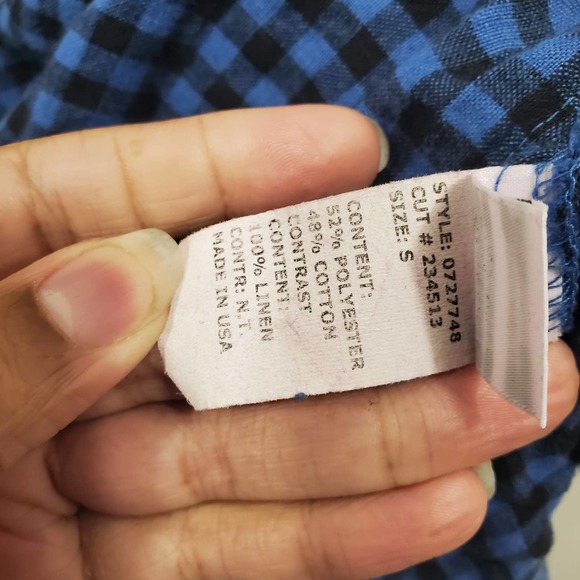 STYLE: 0727748
CUT # 234513
SIZE: S
CONTENT:
52% POLYESTER
48% COTTON
CONTRAST
CONTENT:
100% LINEN
CONTR: N.T.
MADE IN USA